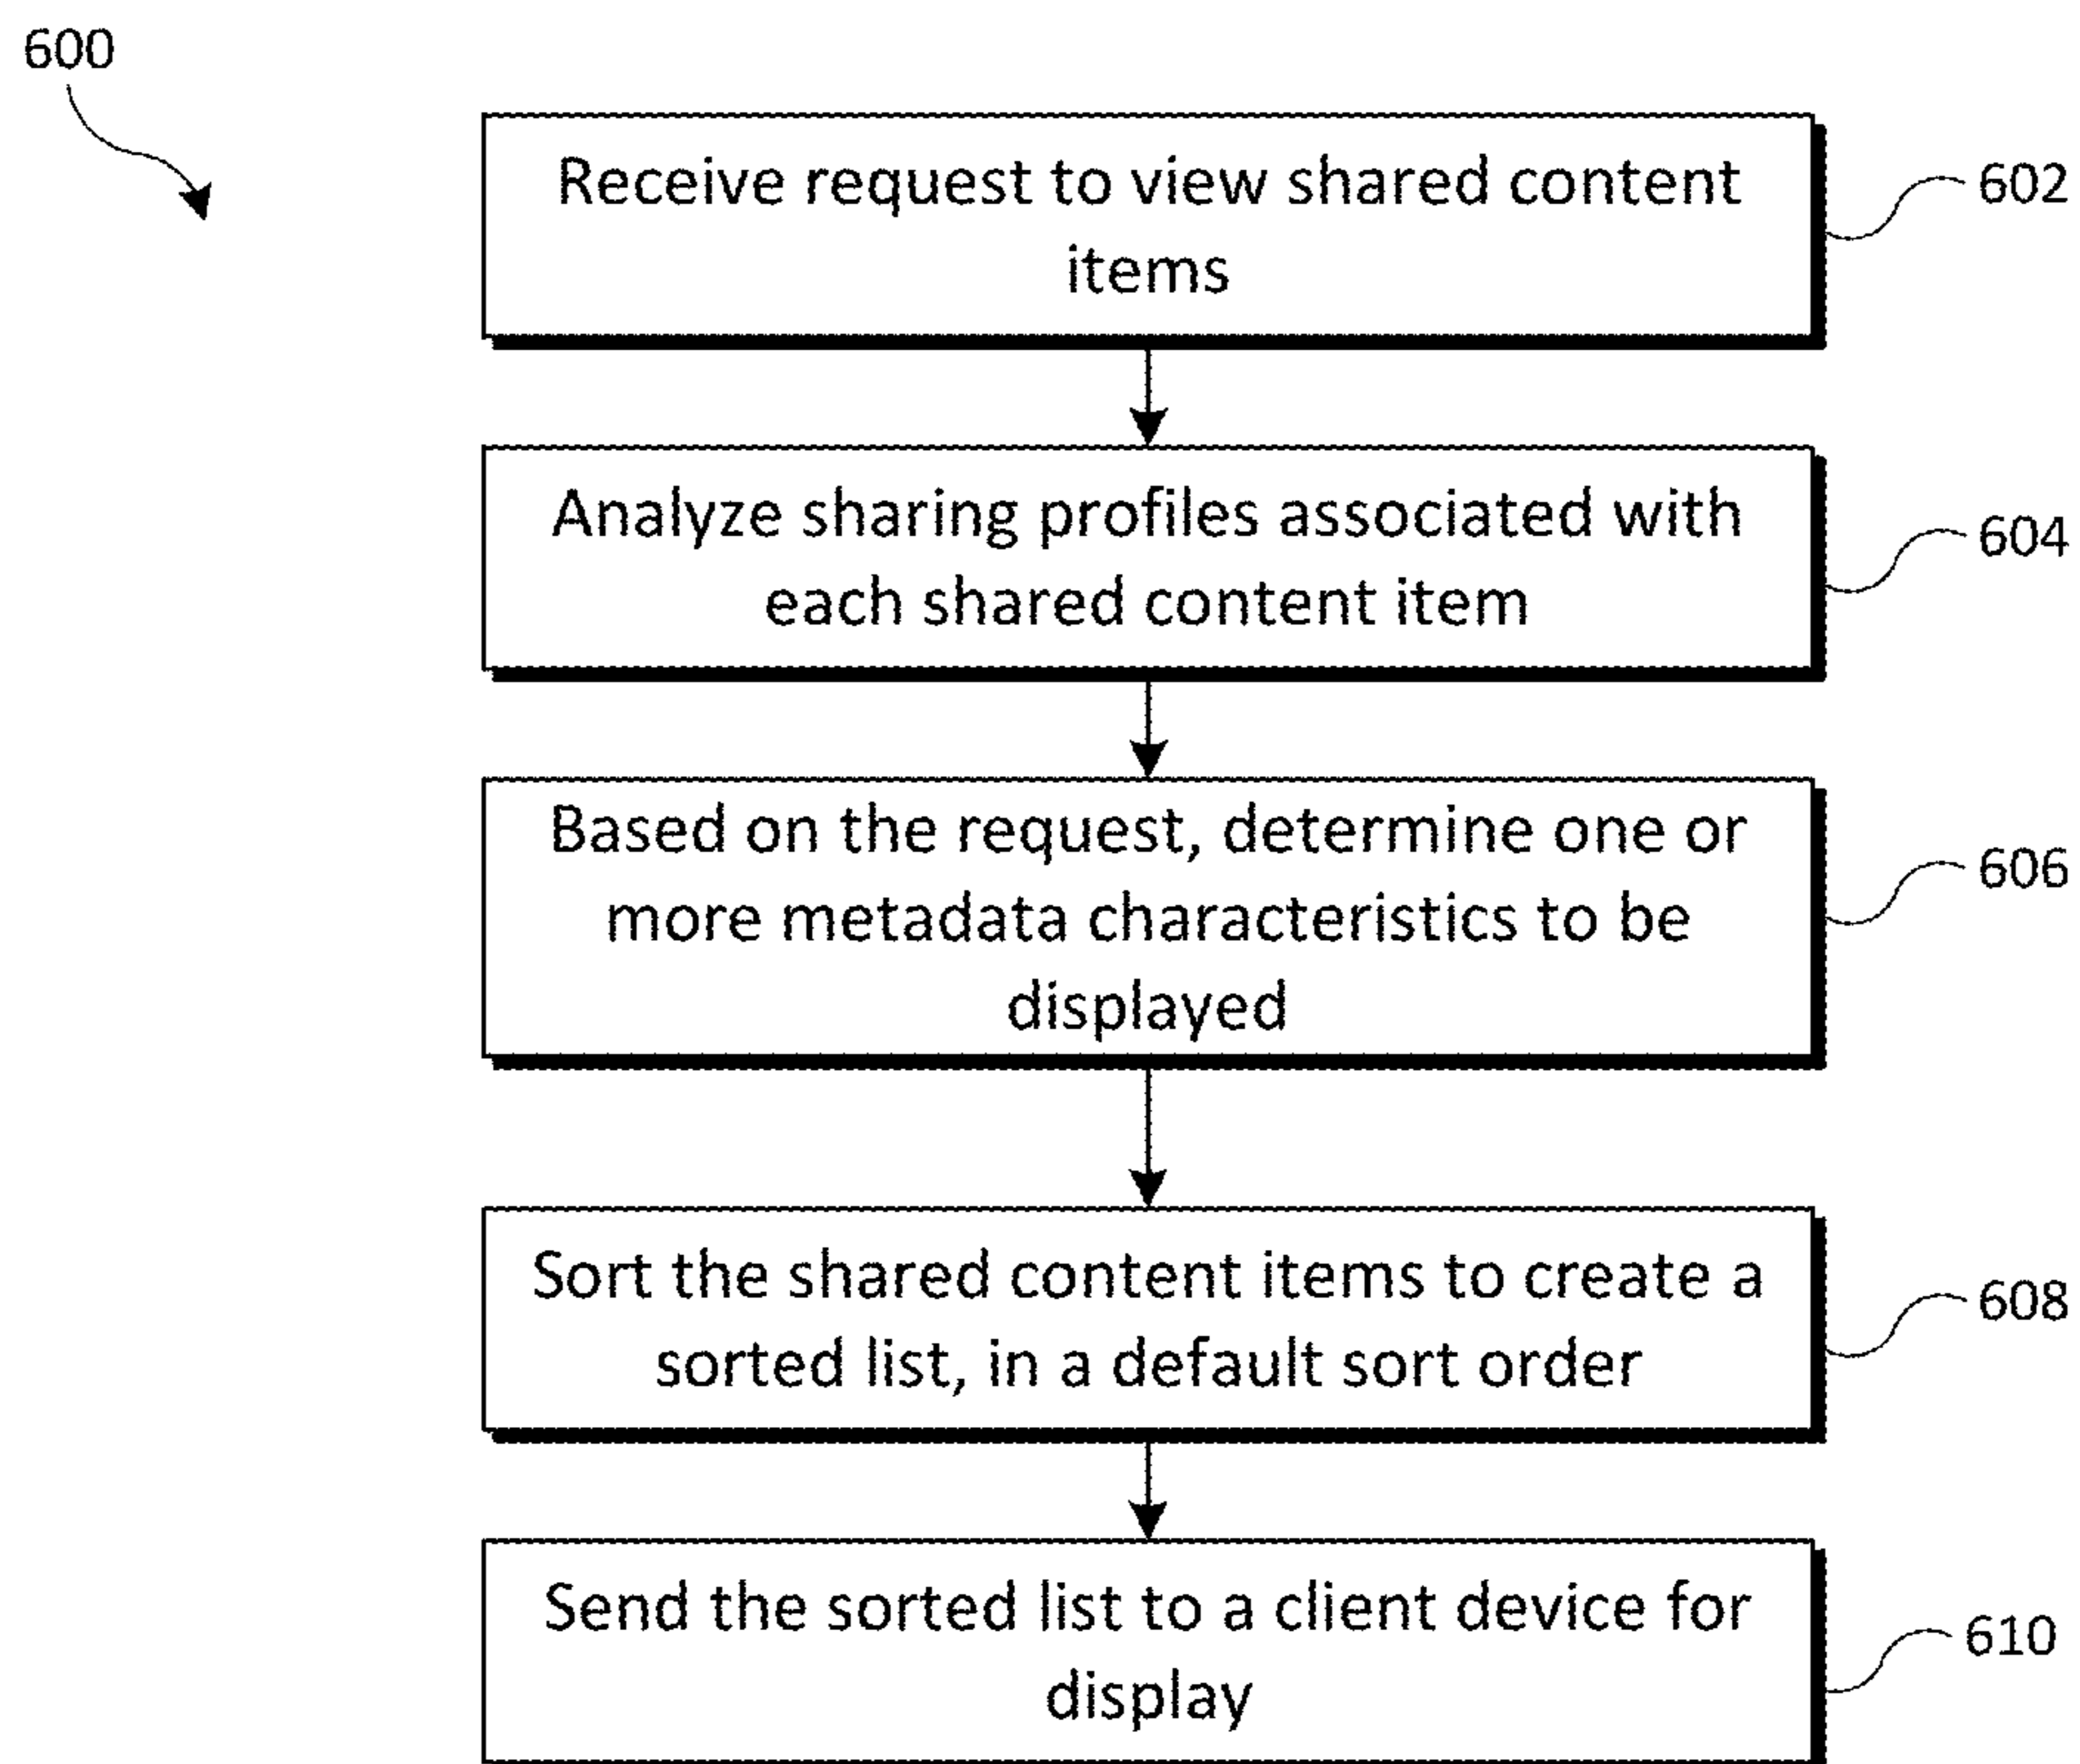 600
Receive request to view shared content
items
602
Analyze sharing profiles associated with
each shared content item
604
Based on the request, determine one or
more metadata characteristics to be
displayed
606
Sort the shared content items to create a
sorted list, in a default sort order
608
Send the sorted list to a client device for
display
610